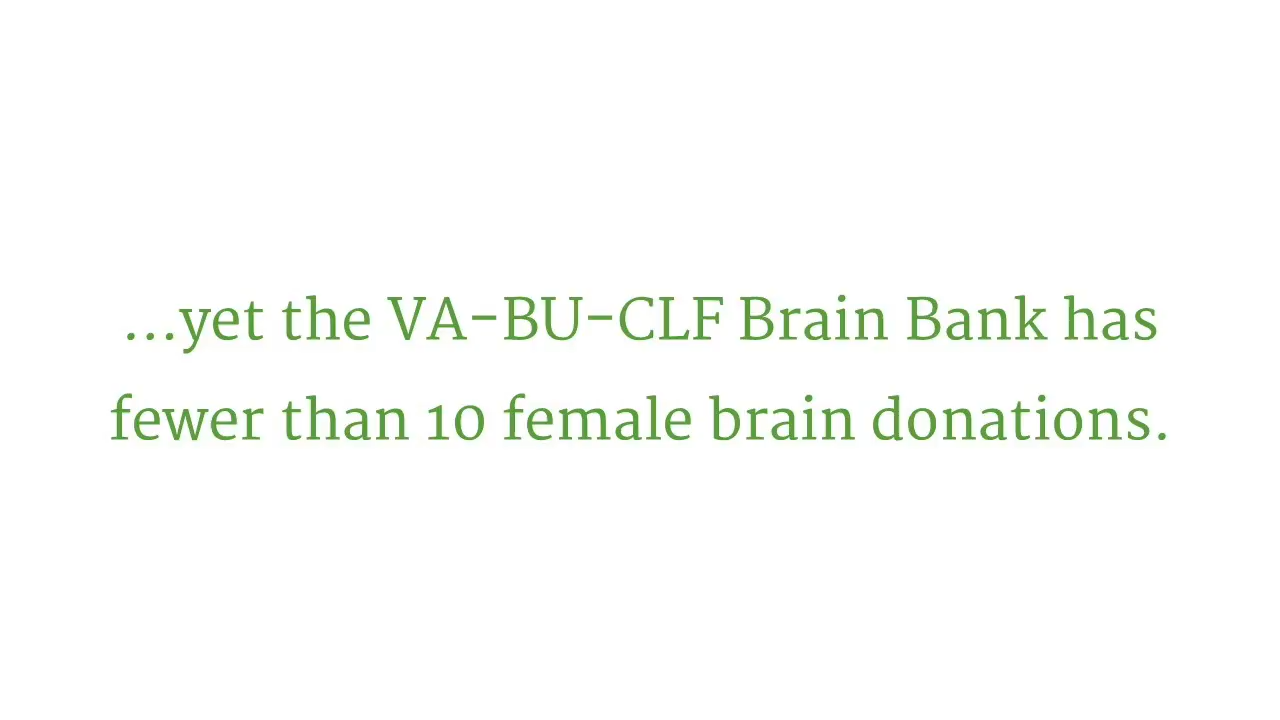 ...yet the VA-BU-CLF Brain Bank has
fewer than 10 female brain donations.